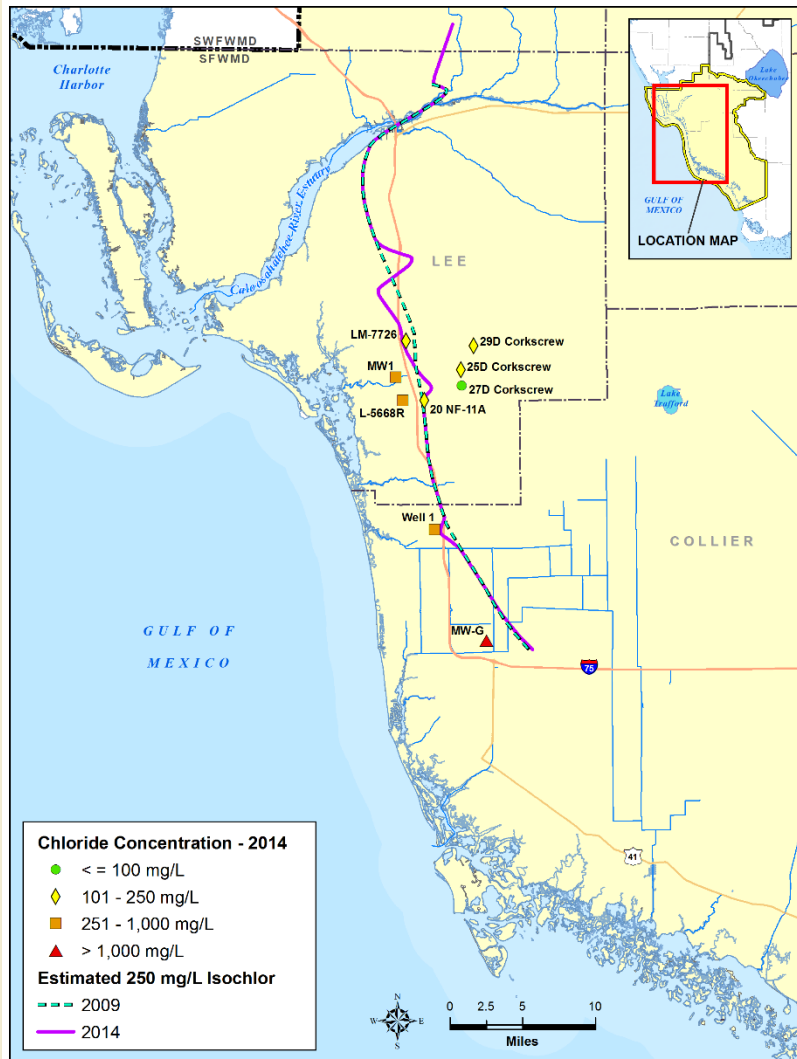 SWFWMD
SFWMD
Charlotte
Harbor
Lake
Okeechobee
GULF OF
MEXICO
LOCATION MAP
Caloosahatchee River Estuary
LEE
LM-7726
29D Corkscrew
MW1
25D Corkscrew
27D Corkscrew
L-5668R
20 NF-11A
Lake
Trafford
Well 1
COLLIER
GULF OF
MEXICO
MW-G
75
41
Chloride Concentration - 2014
< = 100 mg/L
101 - 250 mg/L
251 - 1,000 mg/L
> 1,000 mg/L
Estimated 250 mg/L Isochlor
2009
2014
N
W
E
S
0 2.5 5 10
Miles